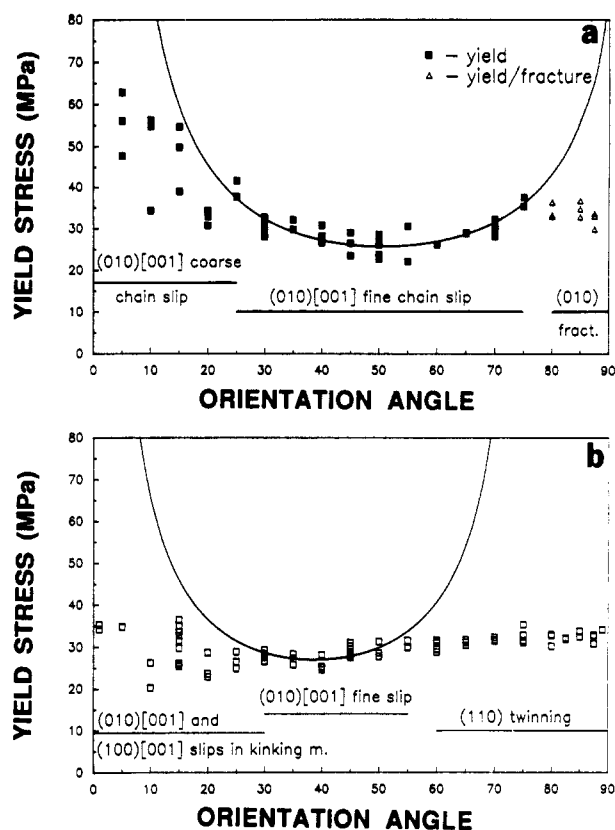 a
■ – yield
△ – yield/fracture
YIELD STRESS (MPa)
80
70
60
50
40
30
20
10
0
(010)[001] coarse
chain slip
(010)[001] fine chain slip
(010)
fract.
0 10 20 30 40 50 60 70 80 90
ORIENTATION ANGLE
b
YIELD STRESS (MPa)
80
70
60
50
40
30
20
10
0
(010)[001] fine slip
(010)[001] and
(100)[001] slips in kinking m.
(110) twinning
0 10 20 30 40 50 60 70 80 90
ORIENTATION ANGLE